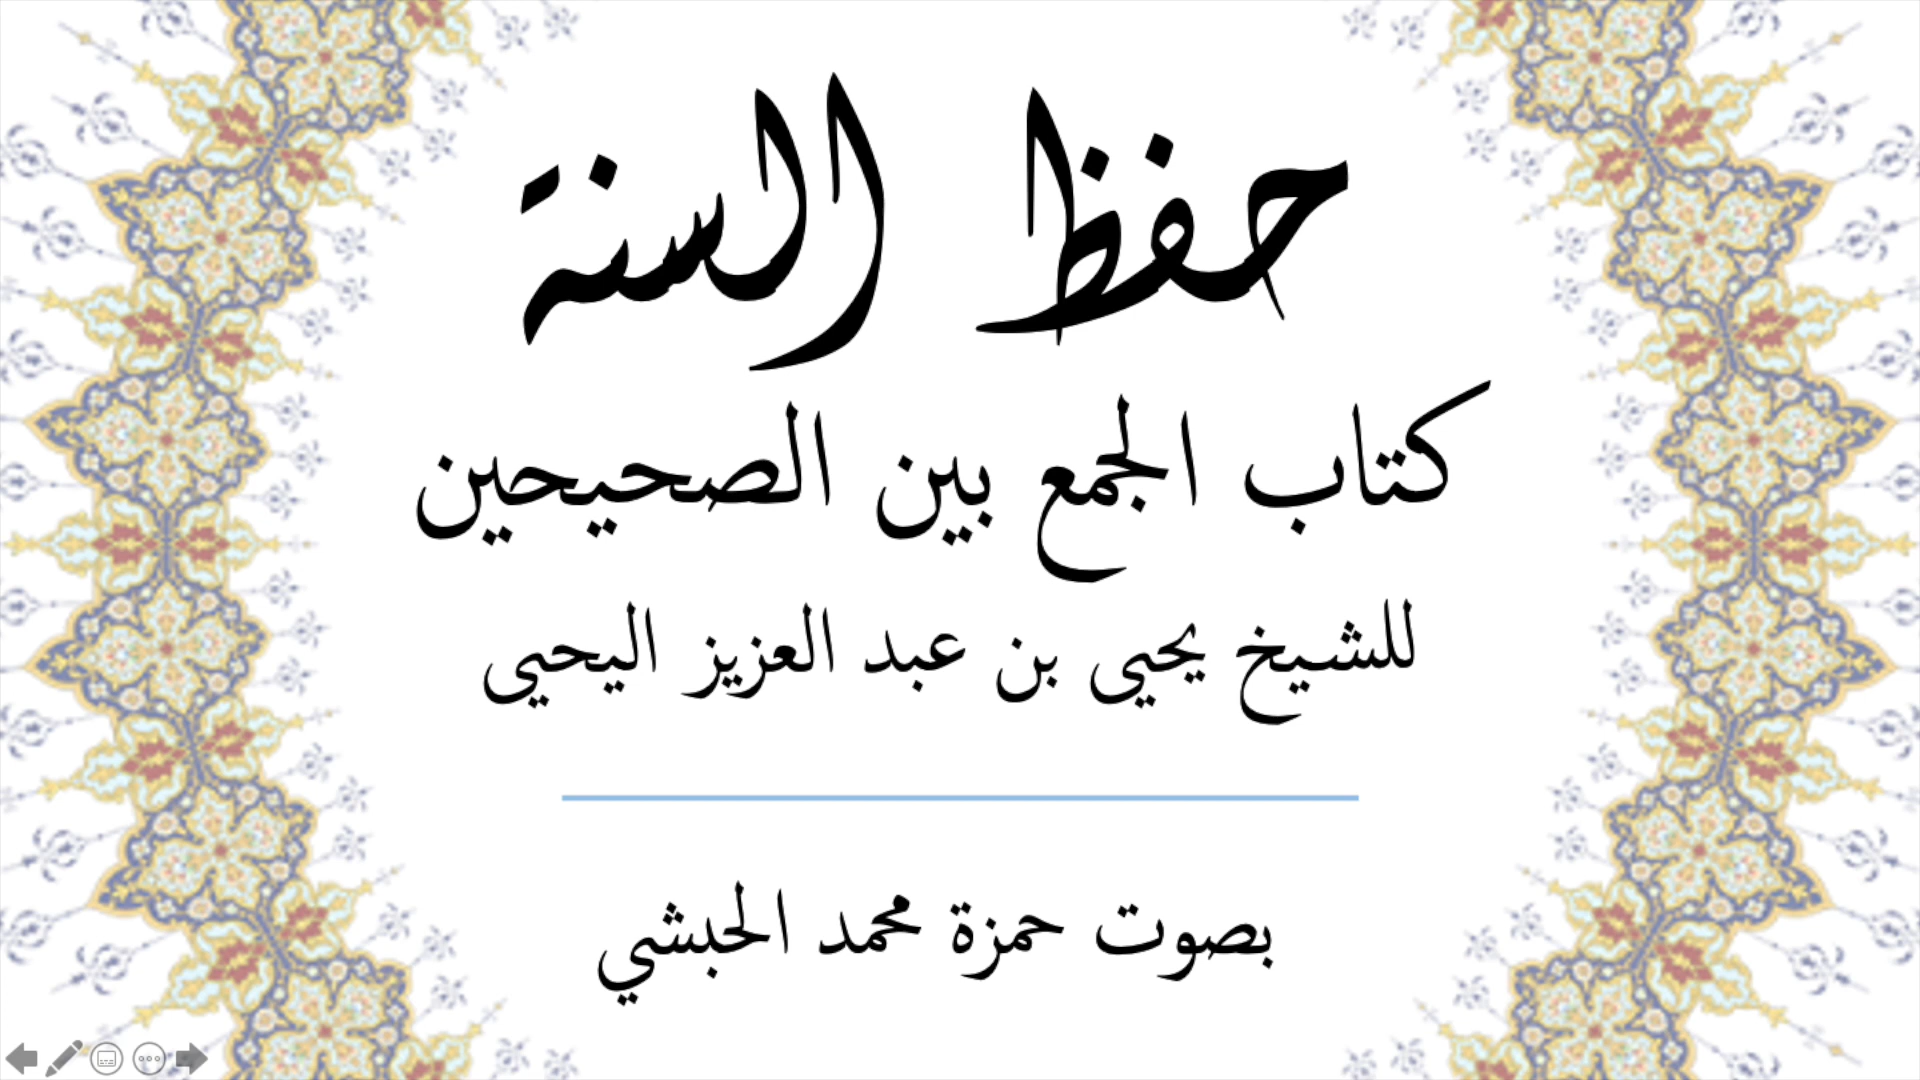 حفظ السنة
كتاب الجمع بين الصحيحين
للشيخ يحيى بن عبد العزيز اليحيى
بصوت حمزة محمد الحبشي